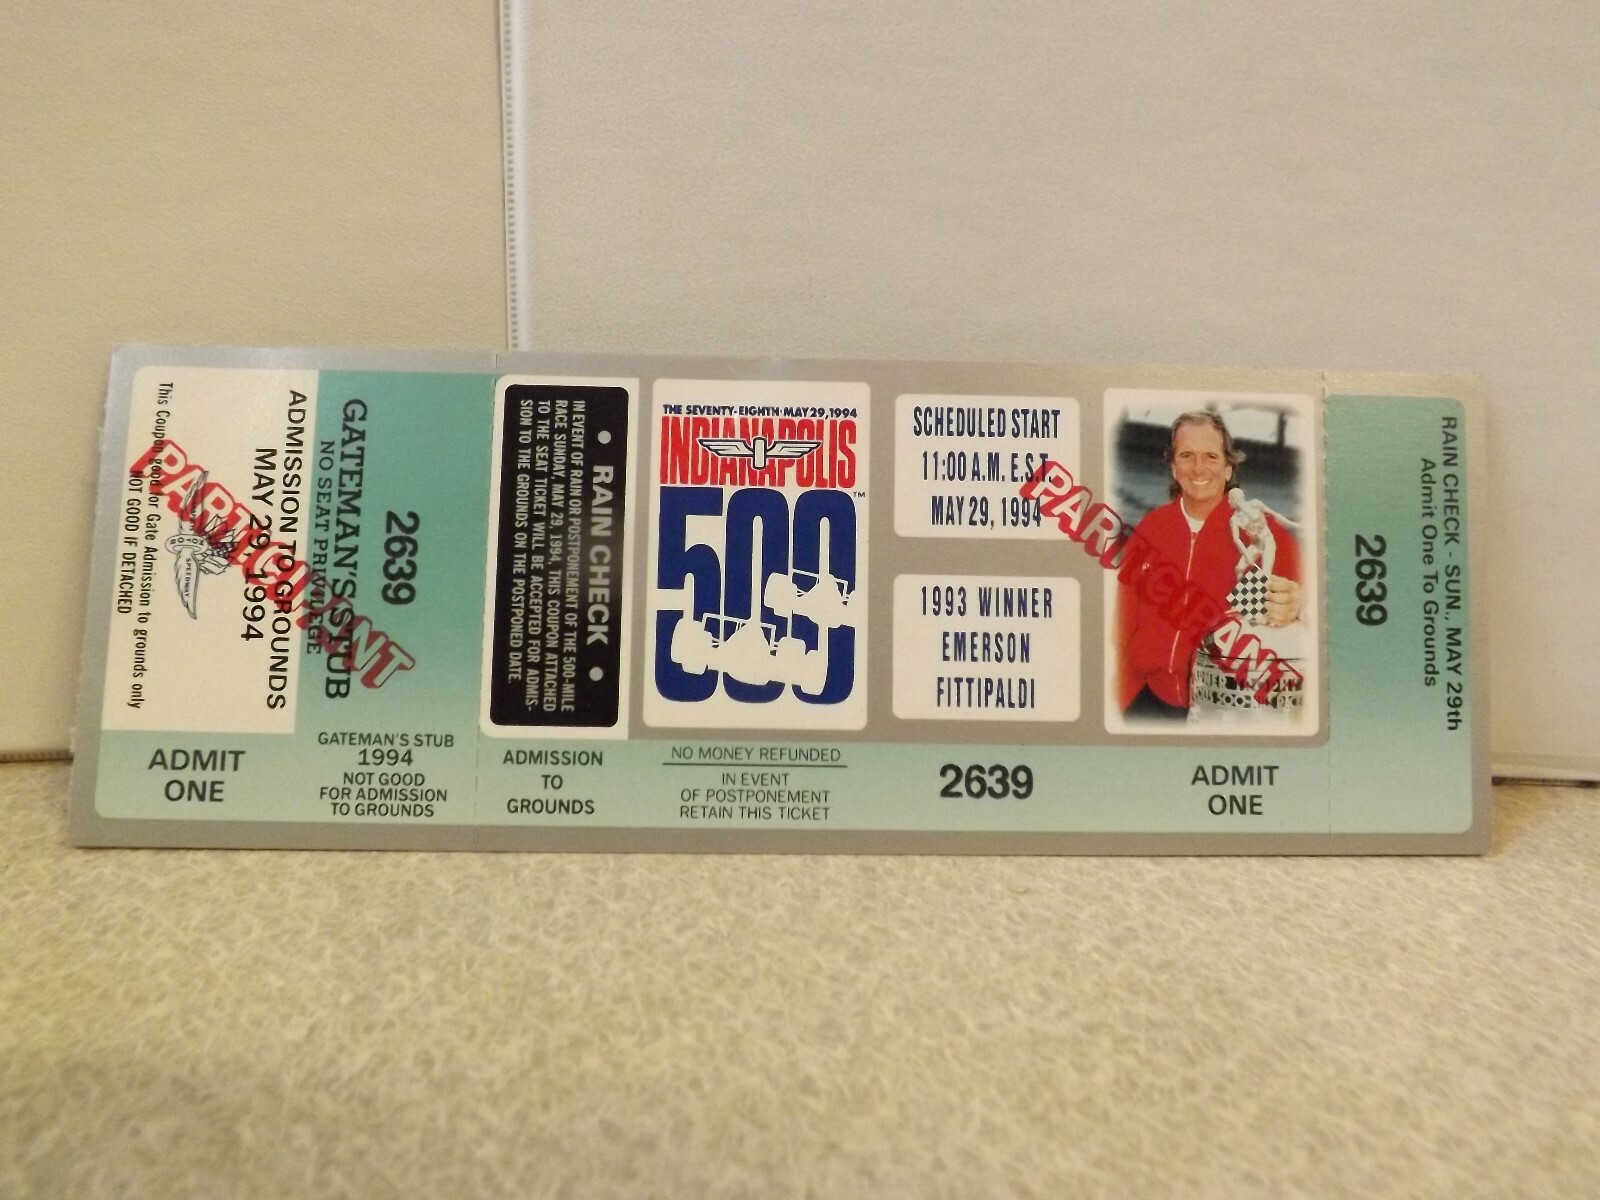 This Coupon good for Gate Admission to grounds only
NOT GOOD IF DETACHED
ADMISSION TO GROUNDS
MAY 29, 1994
PARTICIPANT
SPEEDWAY
ADMIT
ONE
GATEMAN'S STUB
NO SEAT PRIVILEGE
2639
GATEMAN'S STUB
1994
NOT GOOD
FOR ADMISSION
TO GROUNDS
• RAIN CHECK •
IN EVENT OF RAIN OR POSTPONEMENT OF THE 500-MILE
RACE SUNDAY, MAY 29, 1994, THIS COUPON ATTACHED
TO THE SEAT TICKET WILL BE ACCEPTED FOR ADMIS-
SION TO THE GROUNDS ON THE POSTPONED DATE.
ADMISSION
TO
GROUNDS
THE SEVENTY-EIGHTH · MAY 29, 1994
INDIANAPOLIS
500™
NO MONEY REFUNDED
IN EVENT
OF POSTPONEMENT
RETAIN THIS TICKET
SCHEDULED START
11:00 A.M. E.S.T.
MAY 29, 1994
1993 WINNER
EMERSON
FITTIPALDI
2639
PARTICIPANT
ADMIT
ONE
RAIN CHECK - SUN., MAY 29th
Admit One To Grounds
2639